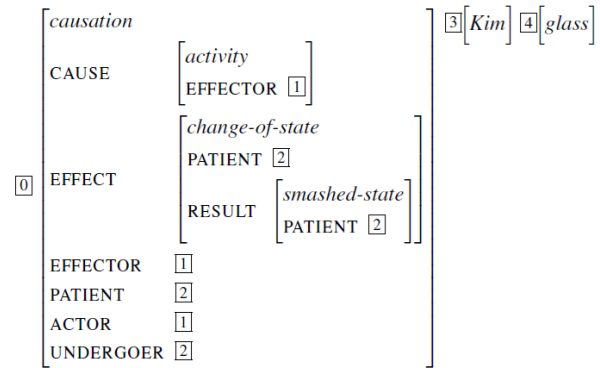 causation 3 Kim 4 glass
CAUSE activity
EFFECTOR 1
change-of-state
PATIENT 2
0 EFFECT
RESULT smashed-state
PATIENT 2
EFFECTOR 1
PATIENT 2
ACTOR 1
UNDERGOER 2